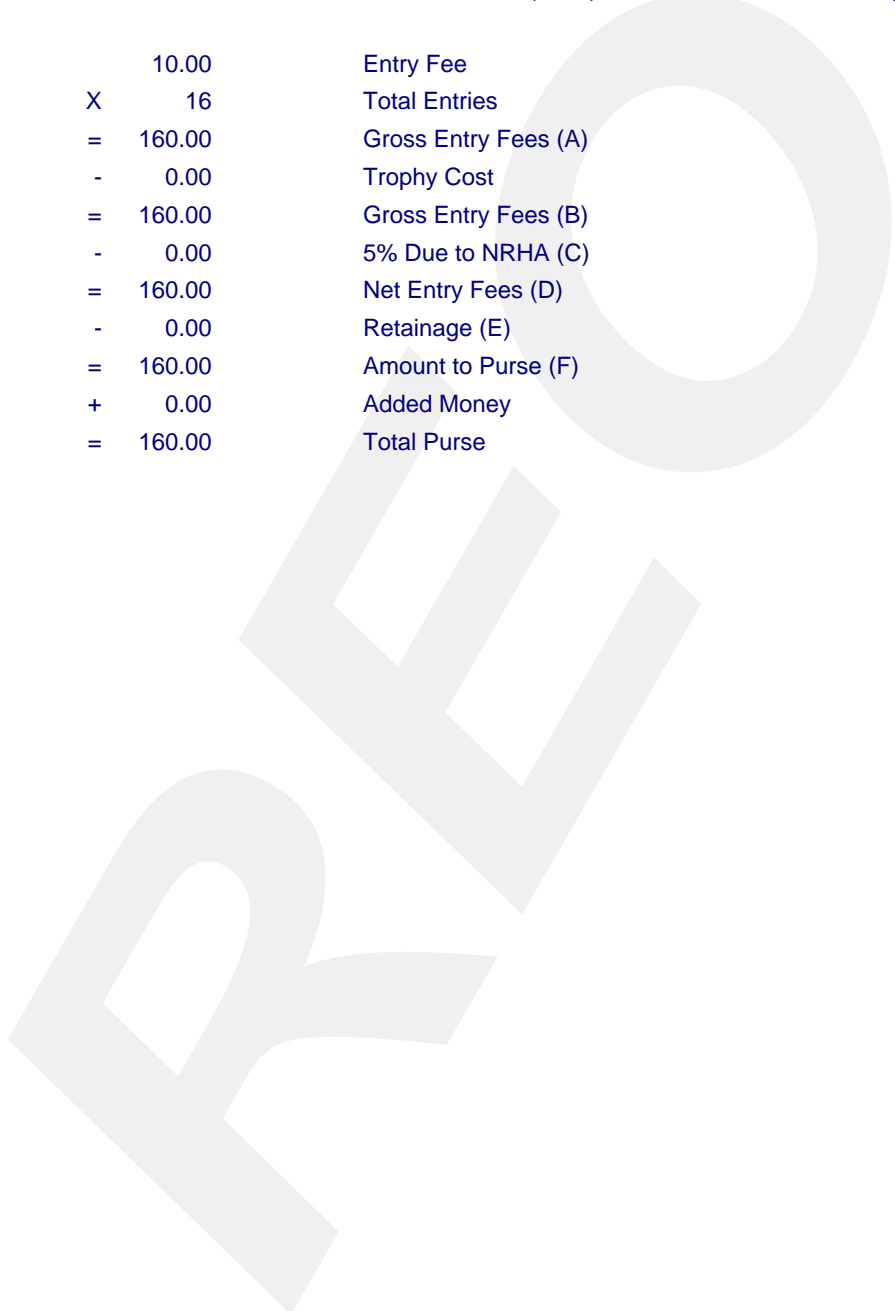 10.00 Entry Fee
X 16 Total Entries
= 160.00 Gross Entry Fees (A)
- 0.00 Trophy Cost
= 160.00 Gross Entry Fees (B)
- 0.00 5% Due to NRHA (C)
= 160.00 Net Entry Fees (D)
- 0.00 Retainage (E)
= 160.00 Amount to Purse (F)
+ 0.00 Added Money
= 160.00 Total Purse
REO